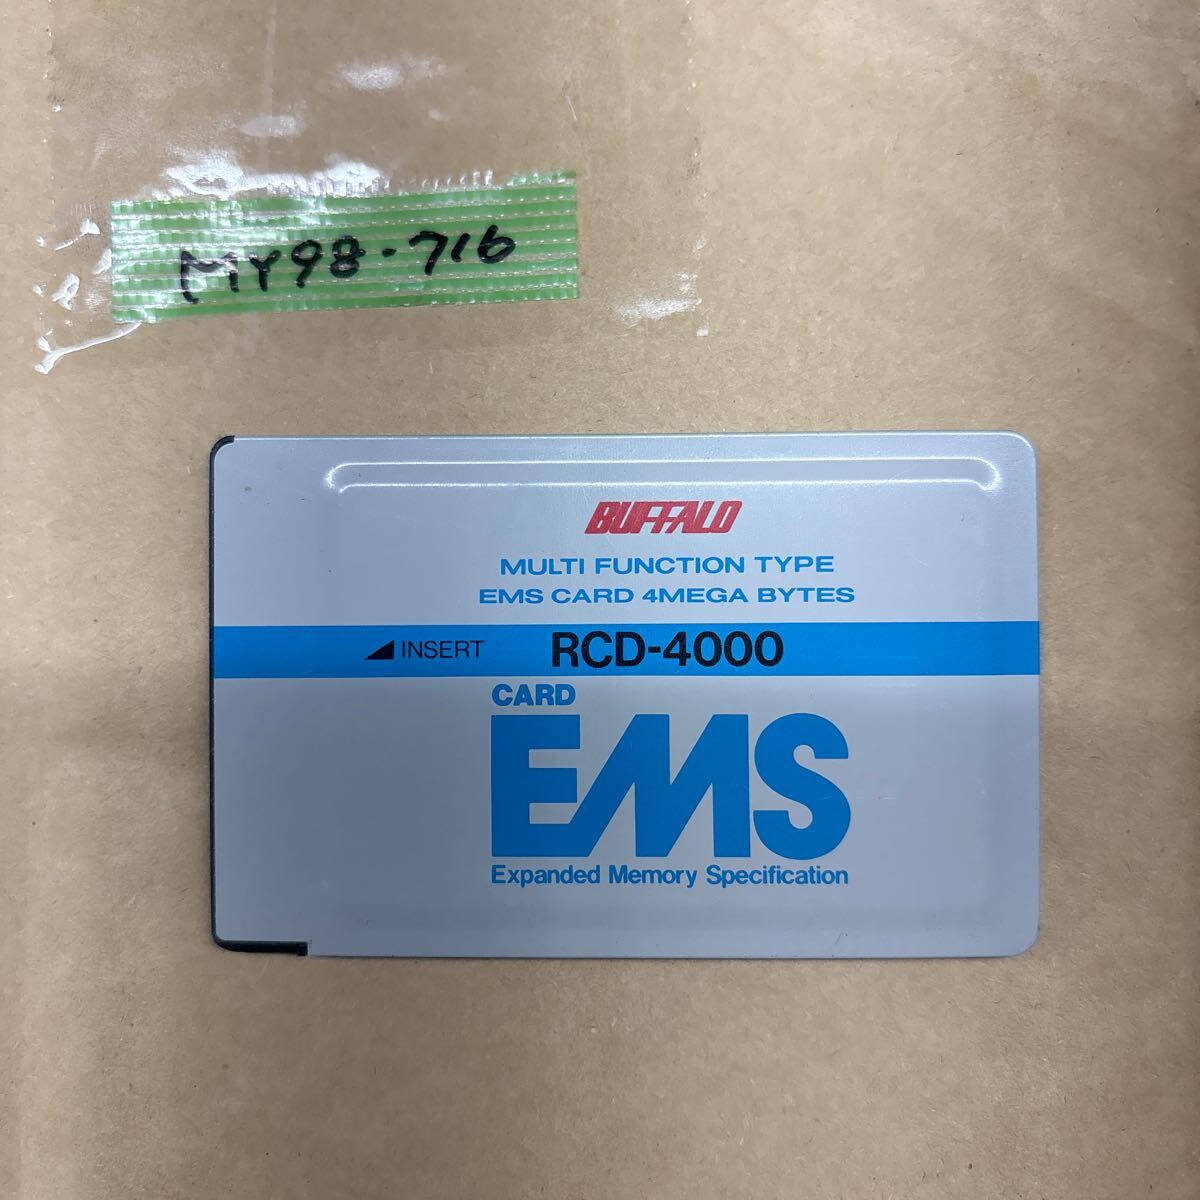 MY98-716
BUFFALO
MULTI FUNCTION TYPE
EMS CARD 4MEGA BYTES
INSERT RCD-4000
CARD
EMS
Expanded Memory Specification